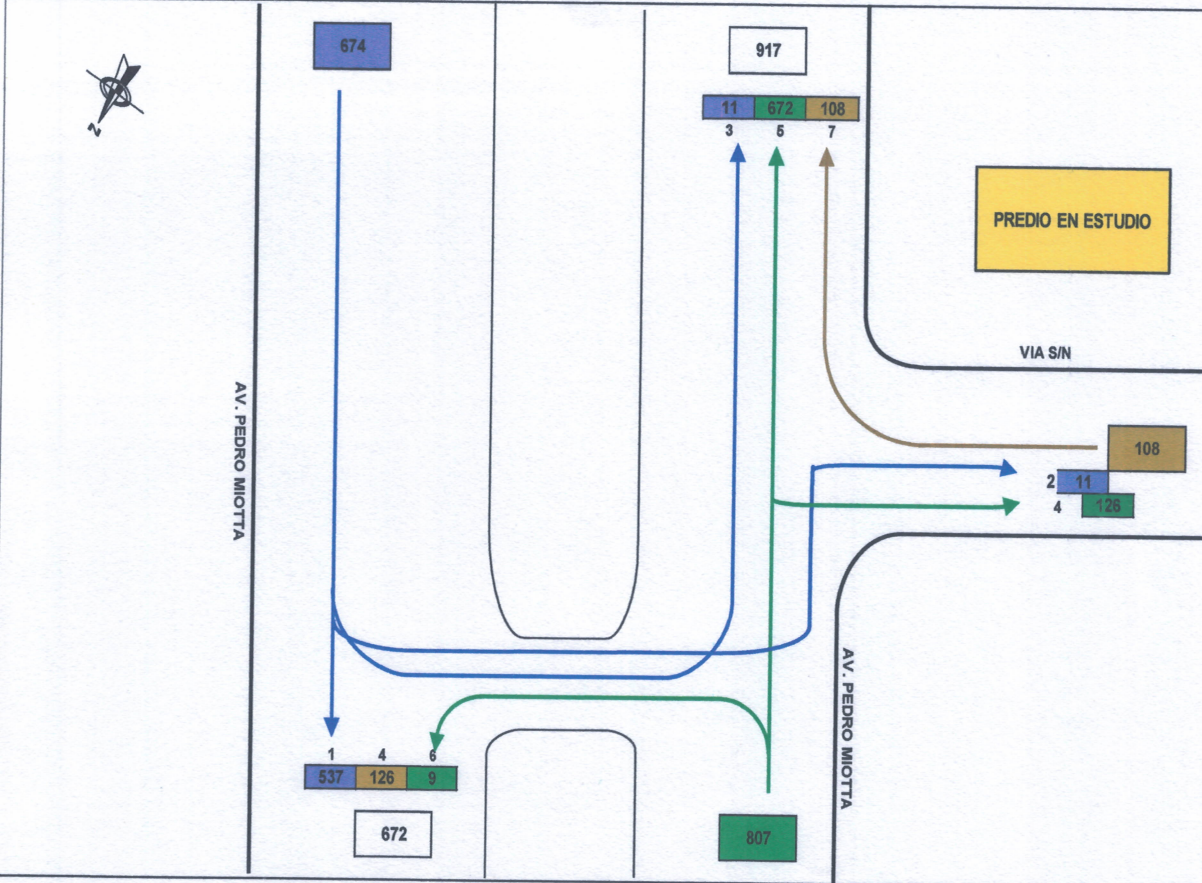 674
917
11 672 108
3 5 7
N
PREDIO EN ESTUDIO
VIA S/N
AV. PEDRO MIOTTA
108
2 11
4 126
AV. PEDRO MIOTTA
1 4 6
537 126 9
672
807